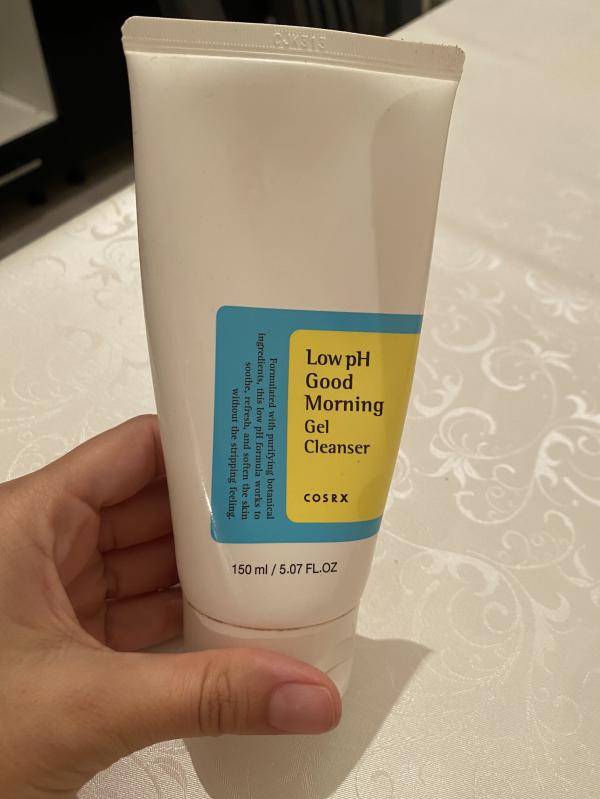 Low pH
Good
Morning
Gel
Cleanser
COSRX
Formulated with purifying botanical
ingredients, this low pH formula works to
soothe, refresh, and soften the skin
without the stripping feeling.
150 ml / 5.07 FL.OZ